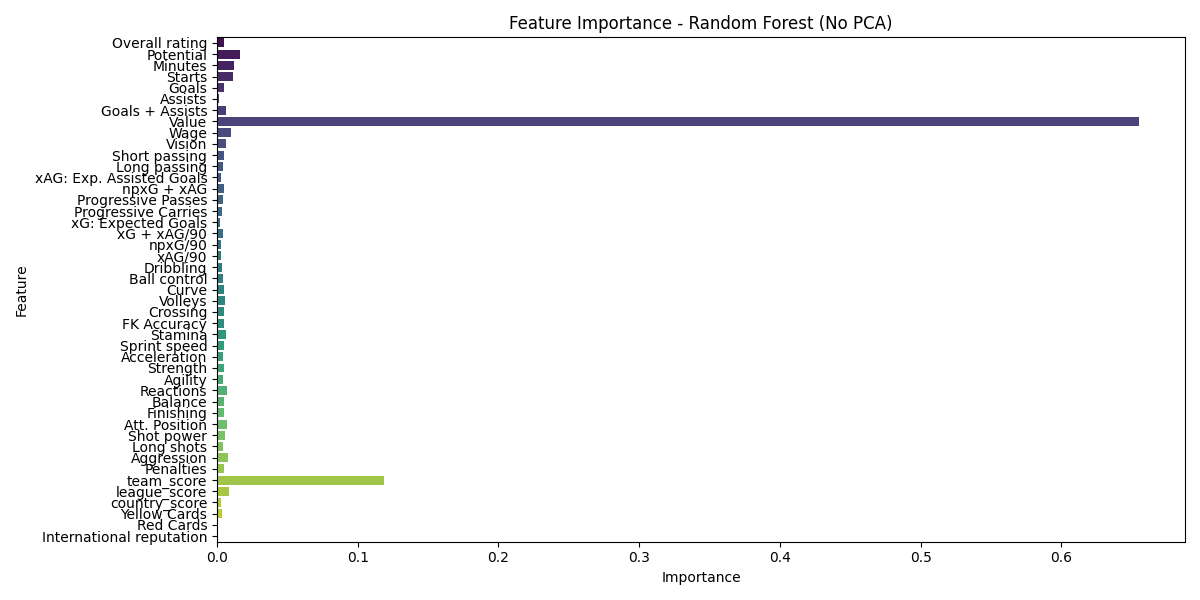 Feature Importance - Random Forest (No PCA)
Feature
Overall rating
Potential
Minutes
Starts
Goals
Assists
Goals + Assists
Value
Wage
Vision
Short passing
Long passing
xAG: Exp. Assisted Goals
npxG + xAG
Progressive Passes
Progressive Carries
xG: Expected Goals
xG + xAG/90
npxG/90
xAG/90
Dribbling
Ball control
Curve
Volleys
Crossing
FK Accuracy
Stamina
Sprint speed
Acceleration
Strength
Agility
Reactions
Balance
Finishing
Att. Position
Shot power
Long shots
Aggression
Penalties
team_score
league_score
country_score
Yellow Cards
Red Cards
International reputation
0.0 0.1 0.2 0.3 0.4 0.5 0.6
Importance